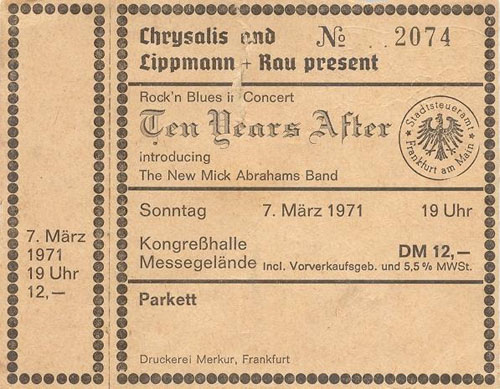 Chrysalis and
Lippmann + Rau present
No 2074
Rock'n Blues in Concert
Ten Years After
introducing
The New Mick Abrahams Band
Stadtsteueramt
Frankfurt am Main
Sonntag 7. März 1971 19 Uhr
Kongreßhalle
Messegelände
DM 12,—
Incl. Vorverkaufsgeb. und 5,5 % MWSt.
Parkett
Druckerei Merkur, Frankfurt
7. März
1971
19 Uhr
12,—